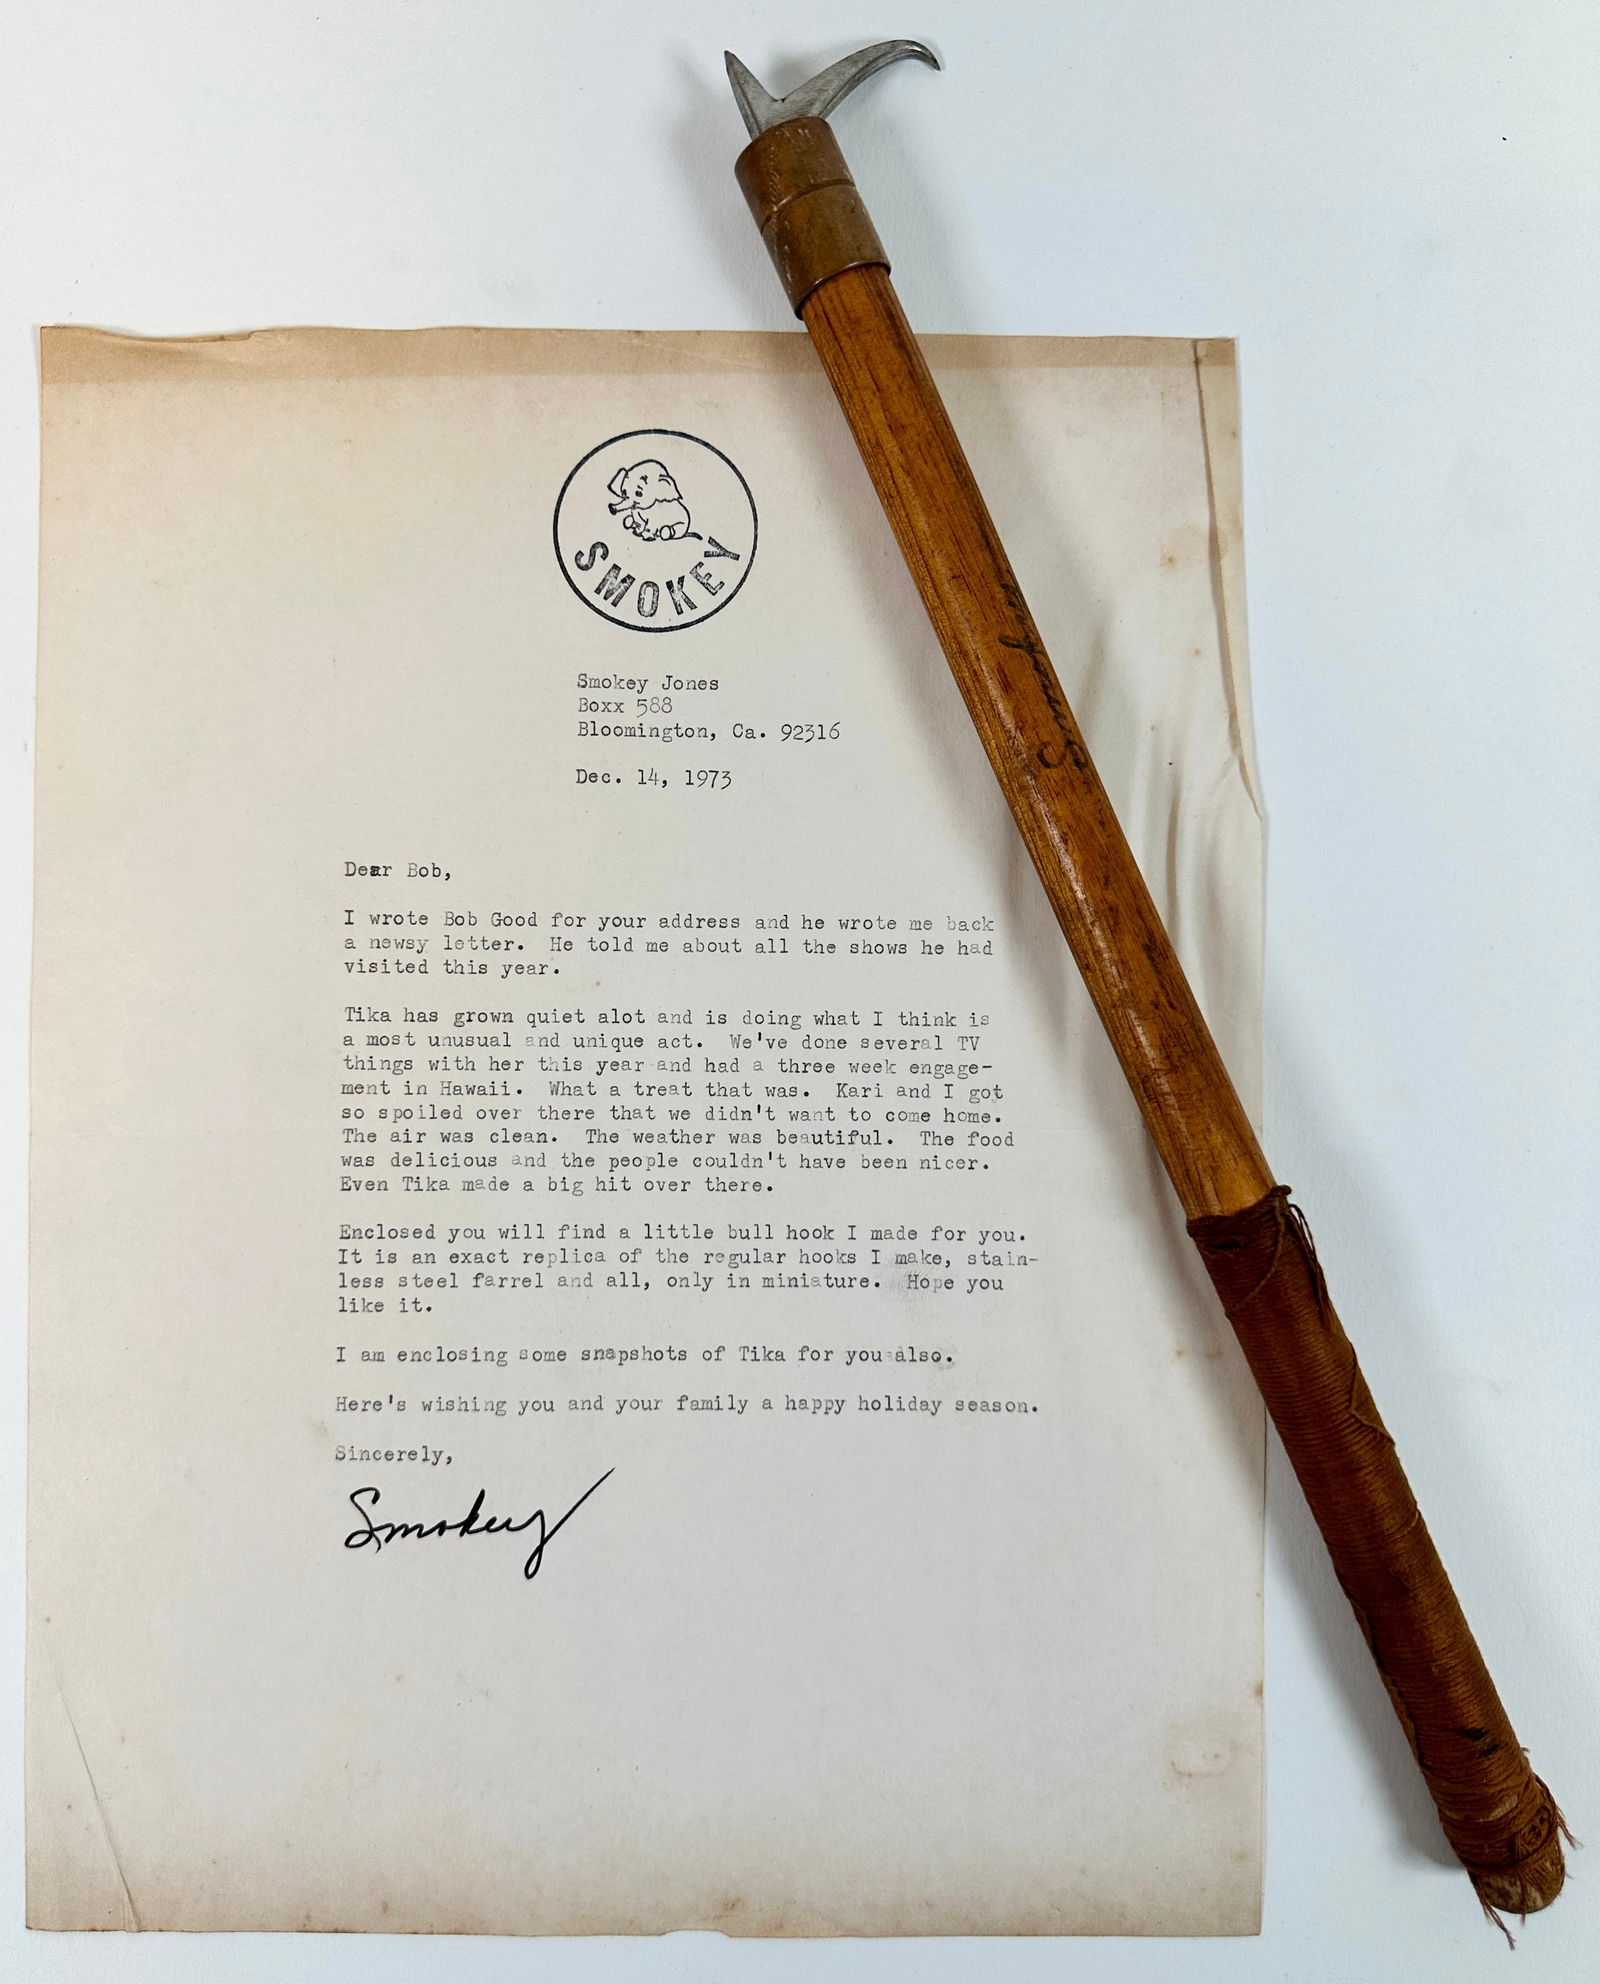 SMOKEY
Smokey Jones
Boxx 588
Bloomington, Ca. 92316
Dec. 14, 1973
Dear Bob,
I wrote Bob Good for your address and he wrote me back
a newsy letter. He told me about all the shows he had
visited this year.
Tika has grown quiet alot and is doing what I think is
a most unusual and unique act. We've done several TV
things with her this year and had a three week engage-
ment in Hawaii. What a treat that was. Kari and I got
so spoiled over there that we didn't want to come home.
The air was clean. The weather was beautiful. The food
was delicious and the people couldn't have been nicer.
Even Tika made a big hit over there.
Enclosed you will find a little bull hook I made for you.
It is an exact replica of the regular hooks I make, stain-
less steel farrel and all, only in miniature. Hope you
like it.
I am enclosing some snapshots of Tika for you also.
Here's wishing you and your family a happy holiday season.
Sincerely,
Smokey